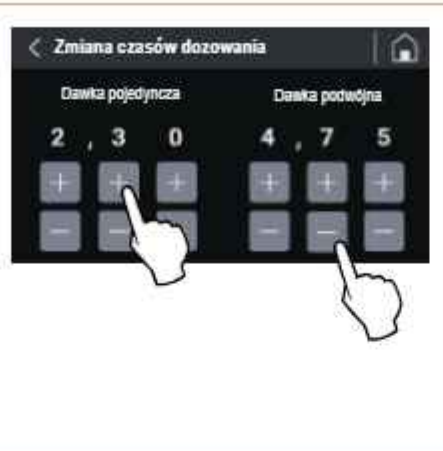 < Zmiana czasów dozowania
Dawka pojedyncza Dawka podwójna
2 , 3 0 4 , 7 5
+ + + + + +
− − − − −